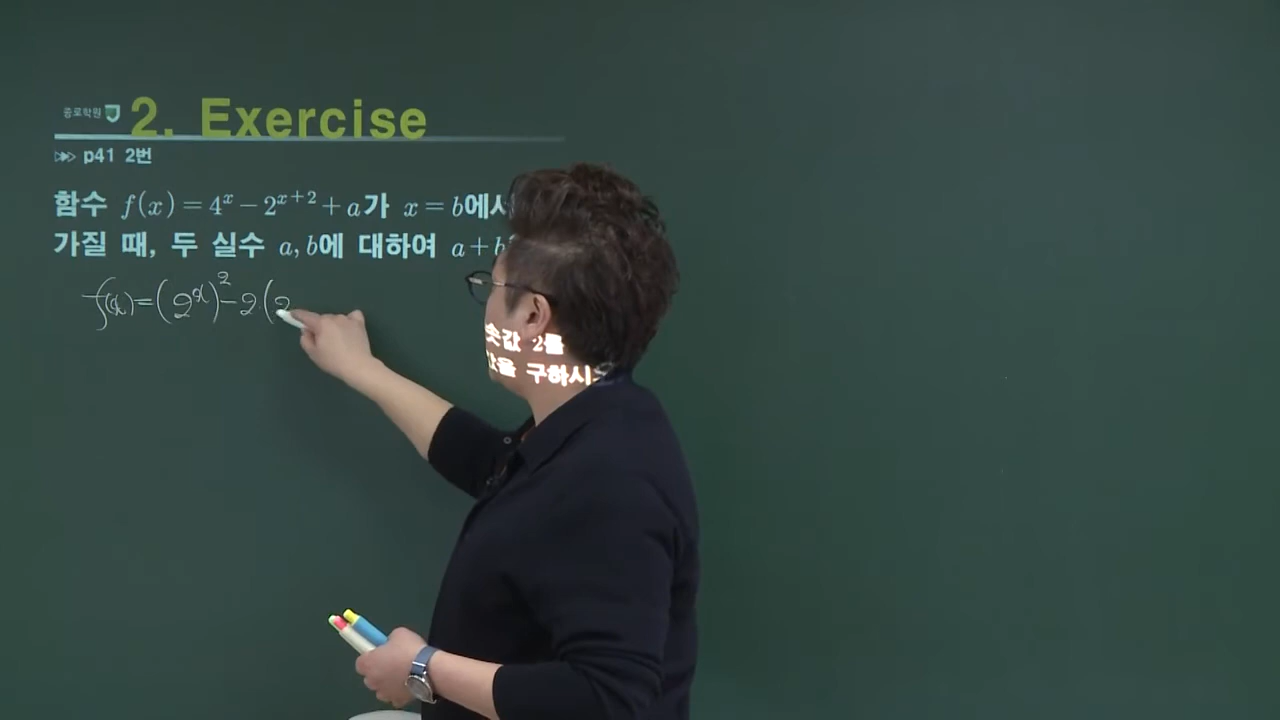 종로학원 2. Exercise
p41 2번
함수 f(x) = 4^x − 2^{x+2} + a가 x = b에서
솟값 2를
가질 때, 두 실수 a, b에 대하여 a + b
값을 구하시오
f(x) = (2^x)^2 − 2(2